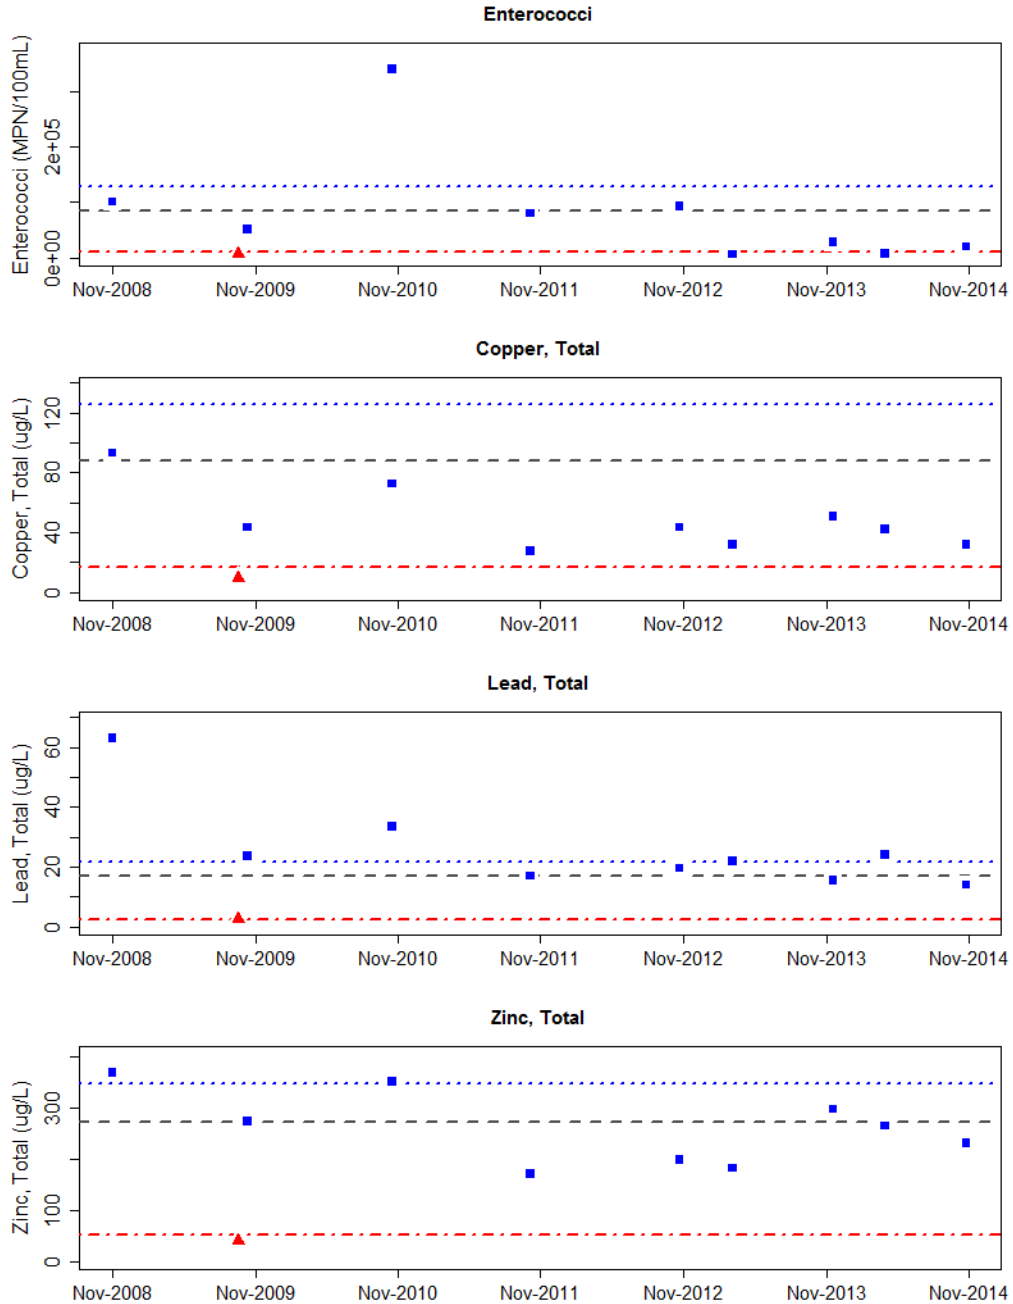 Enterococci
Enterococci (MPN/100mL)
2e+05
0e+00
Nov-2008 Nov-2009 Nov-2010 Nov-2011 Nov-2012 Nov-2013 Nov-2014
Copper, Total
Copper, Total (ug/L)
120
80
40
0
Nov-2008 Nov-2009 Nov-2010 Nov-2011 Nov-2012 Nov-2013 Nov-2014
Lead, Total
Lead, Total (ug/L)
60
40
20
0
Nov-2008 Nov-2009 Nov-2010 Nov-2011 Nov-2012 Nov-2013 Nov-2014
Zinc, Total
Zinc, Total (ug/L)
300
100
0
Nov-2008 Nov-2009 Nov-2010 Nov-2011 Nov-2012 Nov-2013 Nov-2014